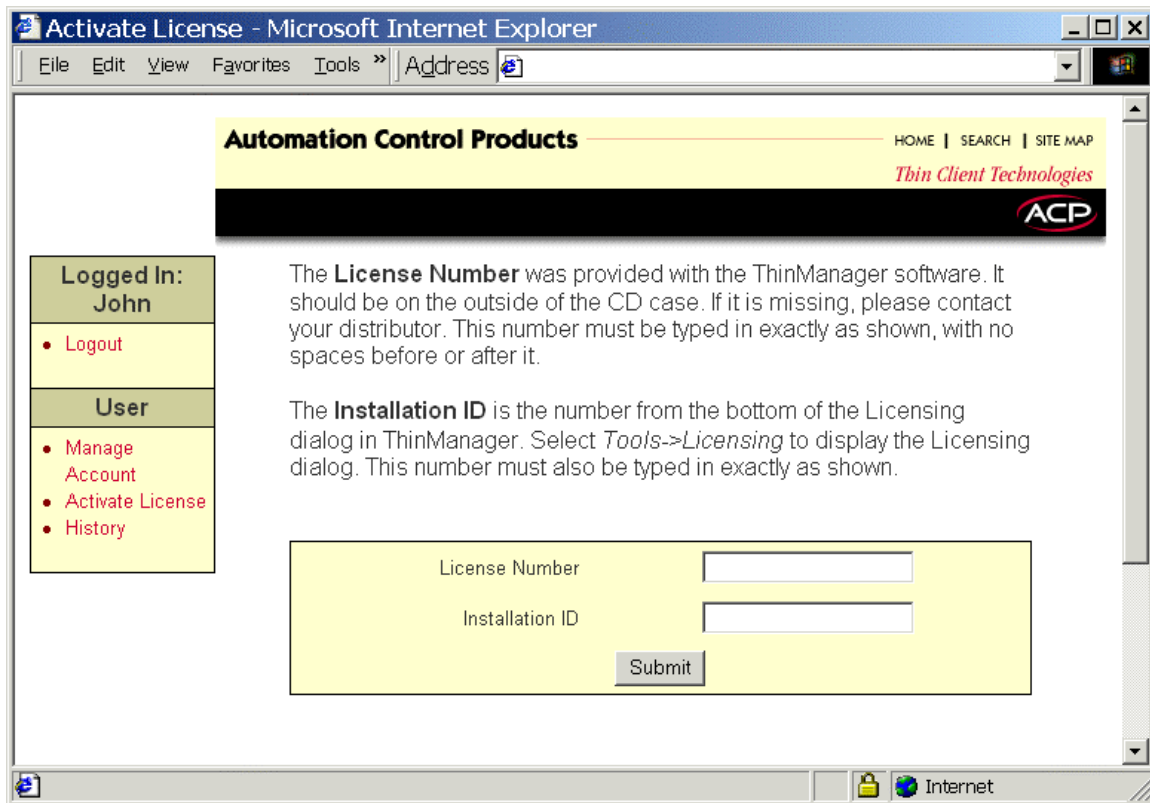 Activate License - Microsoft Internet Explorer
File Edit View Favorites Tools » Address
Automation Control Products
HOME | SEARCH | SITE MAP
Thin Client Technologies
ACP
Logged In:
John
• Logout
User
• Manage
Account
• Activate License
• History
The License Number was provided with the ThinManager software. It
should be on the outside of the CD case. If it is missing, please contact
your distributor. This number must be typed in exactly as shown, with no
spaces before or after it.
The Installation ID is the number from the bottom of the Licensing
dialog in ThinManager. Select Tools->Licensing to display the Licensing
dialog. This number must also be typed in exactly as shown.
License Number
Installation ID
Submit
Internet